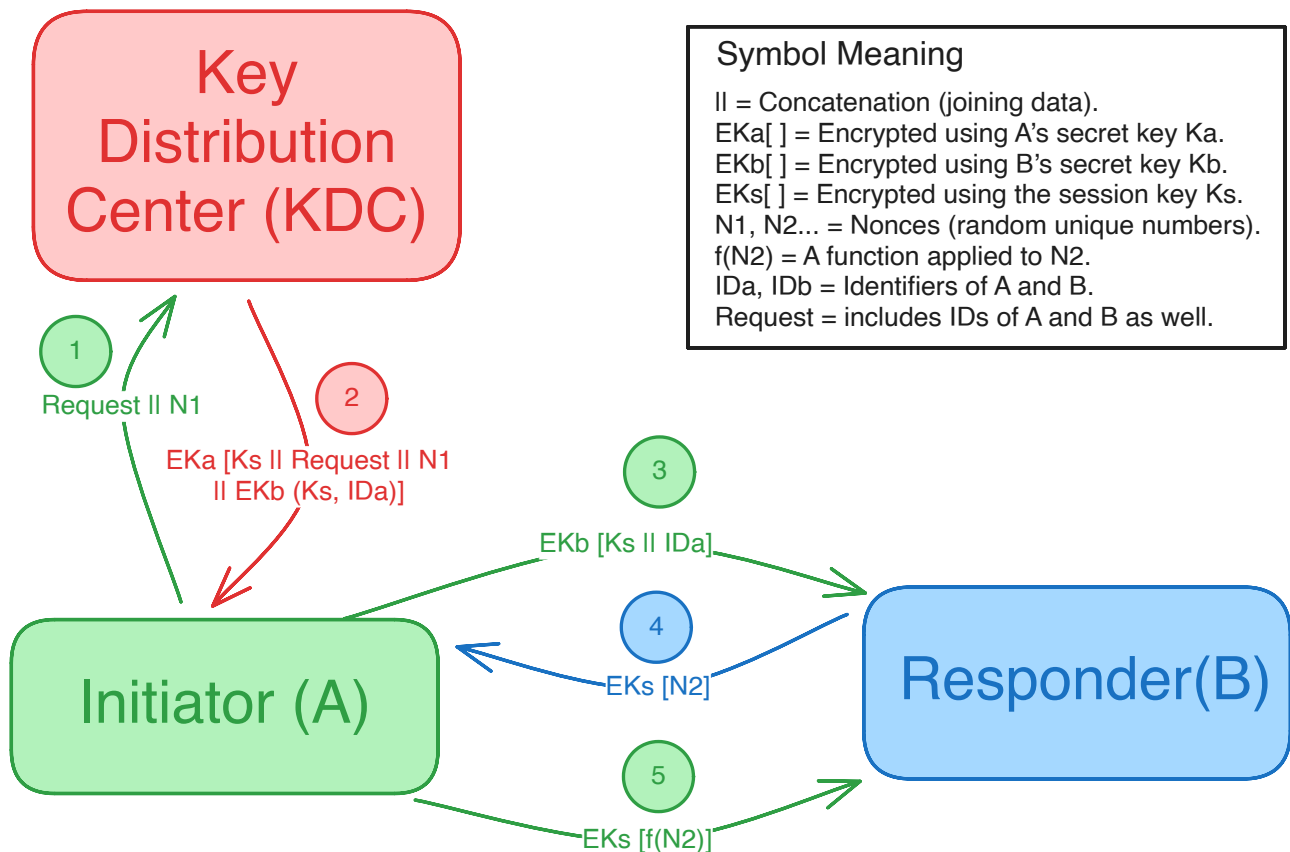 Key
Distribution
Center (KDC)
Symbol Meaning
ll = Concatenation (joining data).
EKa[ ] = Encrypted using A's secret key Ka.
EKb[ ] = Encrypted using B's secret key Kb.
EKs[ ] = Encrypted using the session key Ks.
N1, N2... = Nonces (random unique numbers).
f(N2) = A function applied to N2.
IDa, IDb = Identifiers of A and B.
Request = includes IDs of A and B as well.
1
Request ll N1
2
EKa [Ks ll Request ll N1
ll EKb (Ks, IDa)]
3
EKb [Ks ll IDa]
4
EKs [N2]
Initiator (A)
Responder(B)
5
EKs [f(N2)]